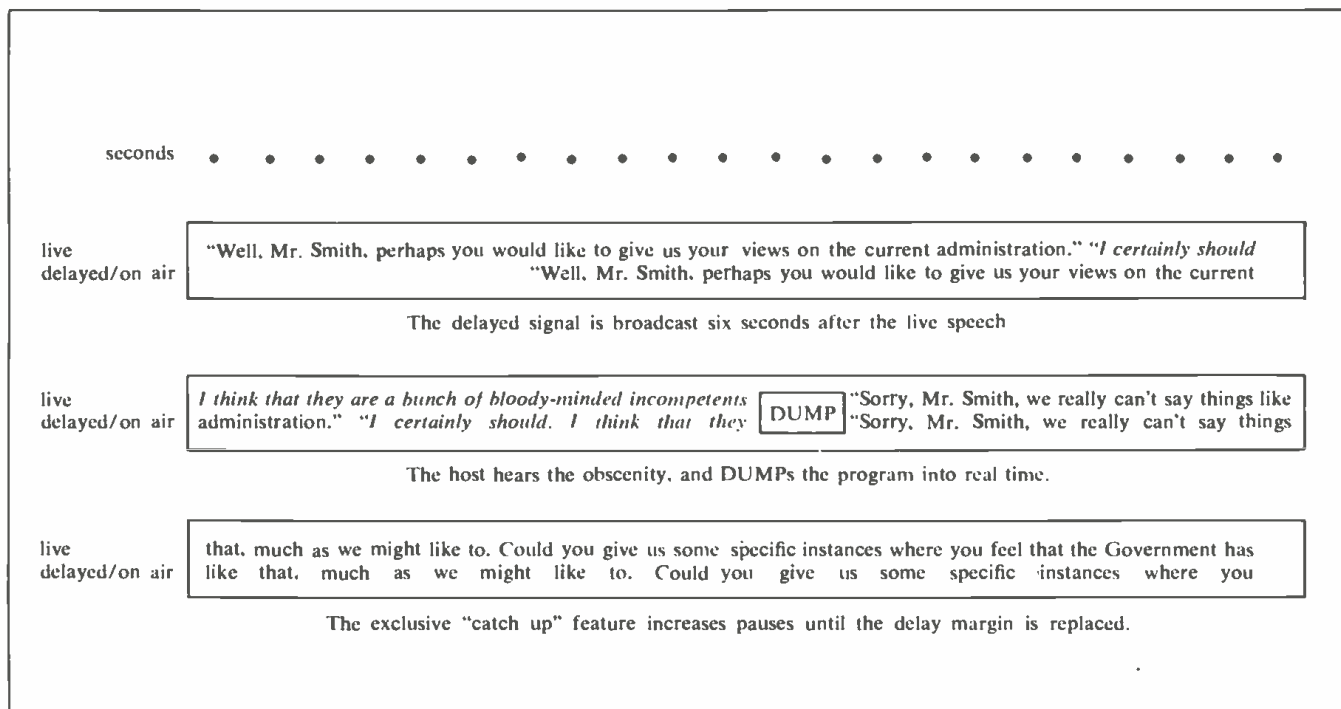 seconds
live
delayed/on air
"Well, Mr. Smith, perhaps you would like to give us your views on the current administration." "I certainly should
"Well, Mr. Smith, perhaps you would like to give us your views on the current
The delayed signal is broadcast six seconds after the live speech
live
delayed/on air
I think that they are a bunch of bloody-minded incompetents
administration." "I certainly should. I think that they
DUMP
"Sorry, Mr. Smith, we really can't say things like
"Sorry, Mr. Smith, we really can't say things
The host hears the obscenity, and DUMPs the program into real time.
live
delayed/on air
that, much as we might like to. Could you give us some specific instances where you feel that the Government has
like that, much as we might like to. Could you give us some specific instances where you
The exclusive "catch up" feature increases pauses until the delay margin is replaced.